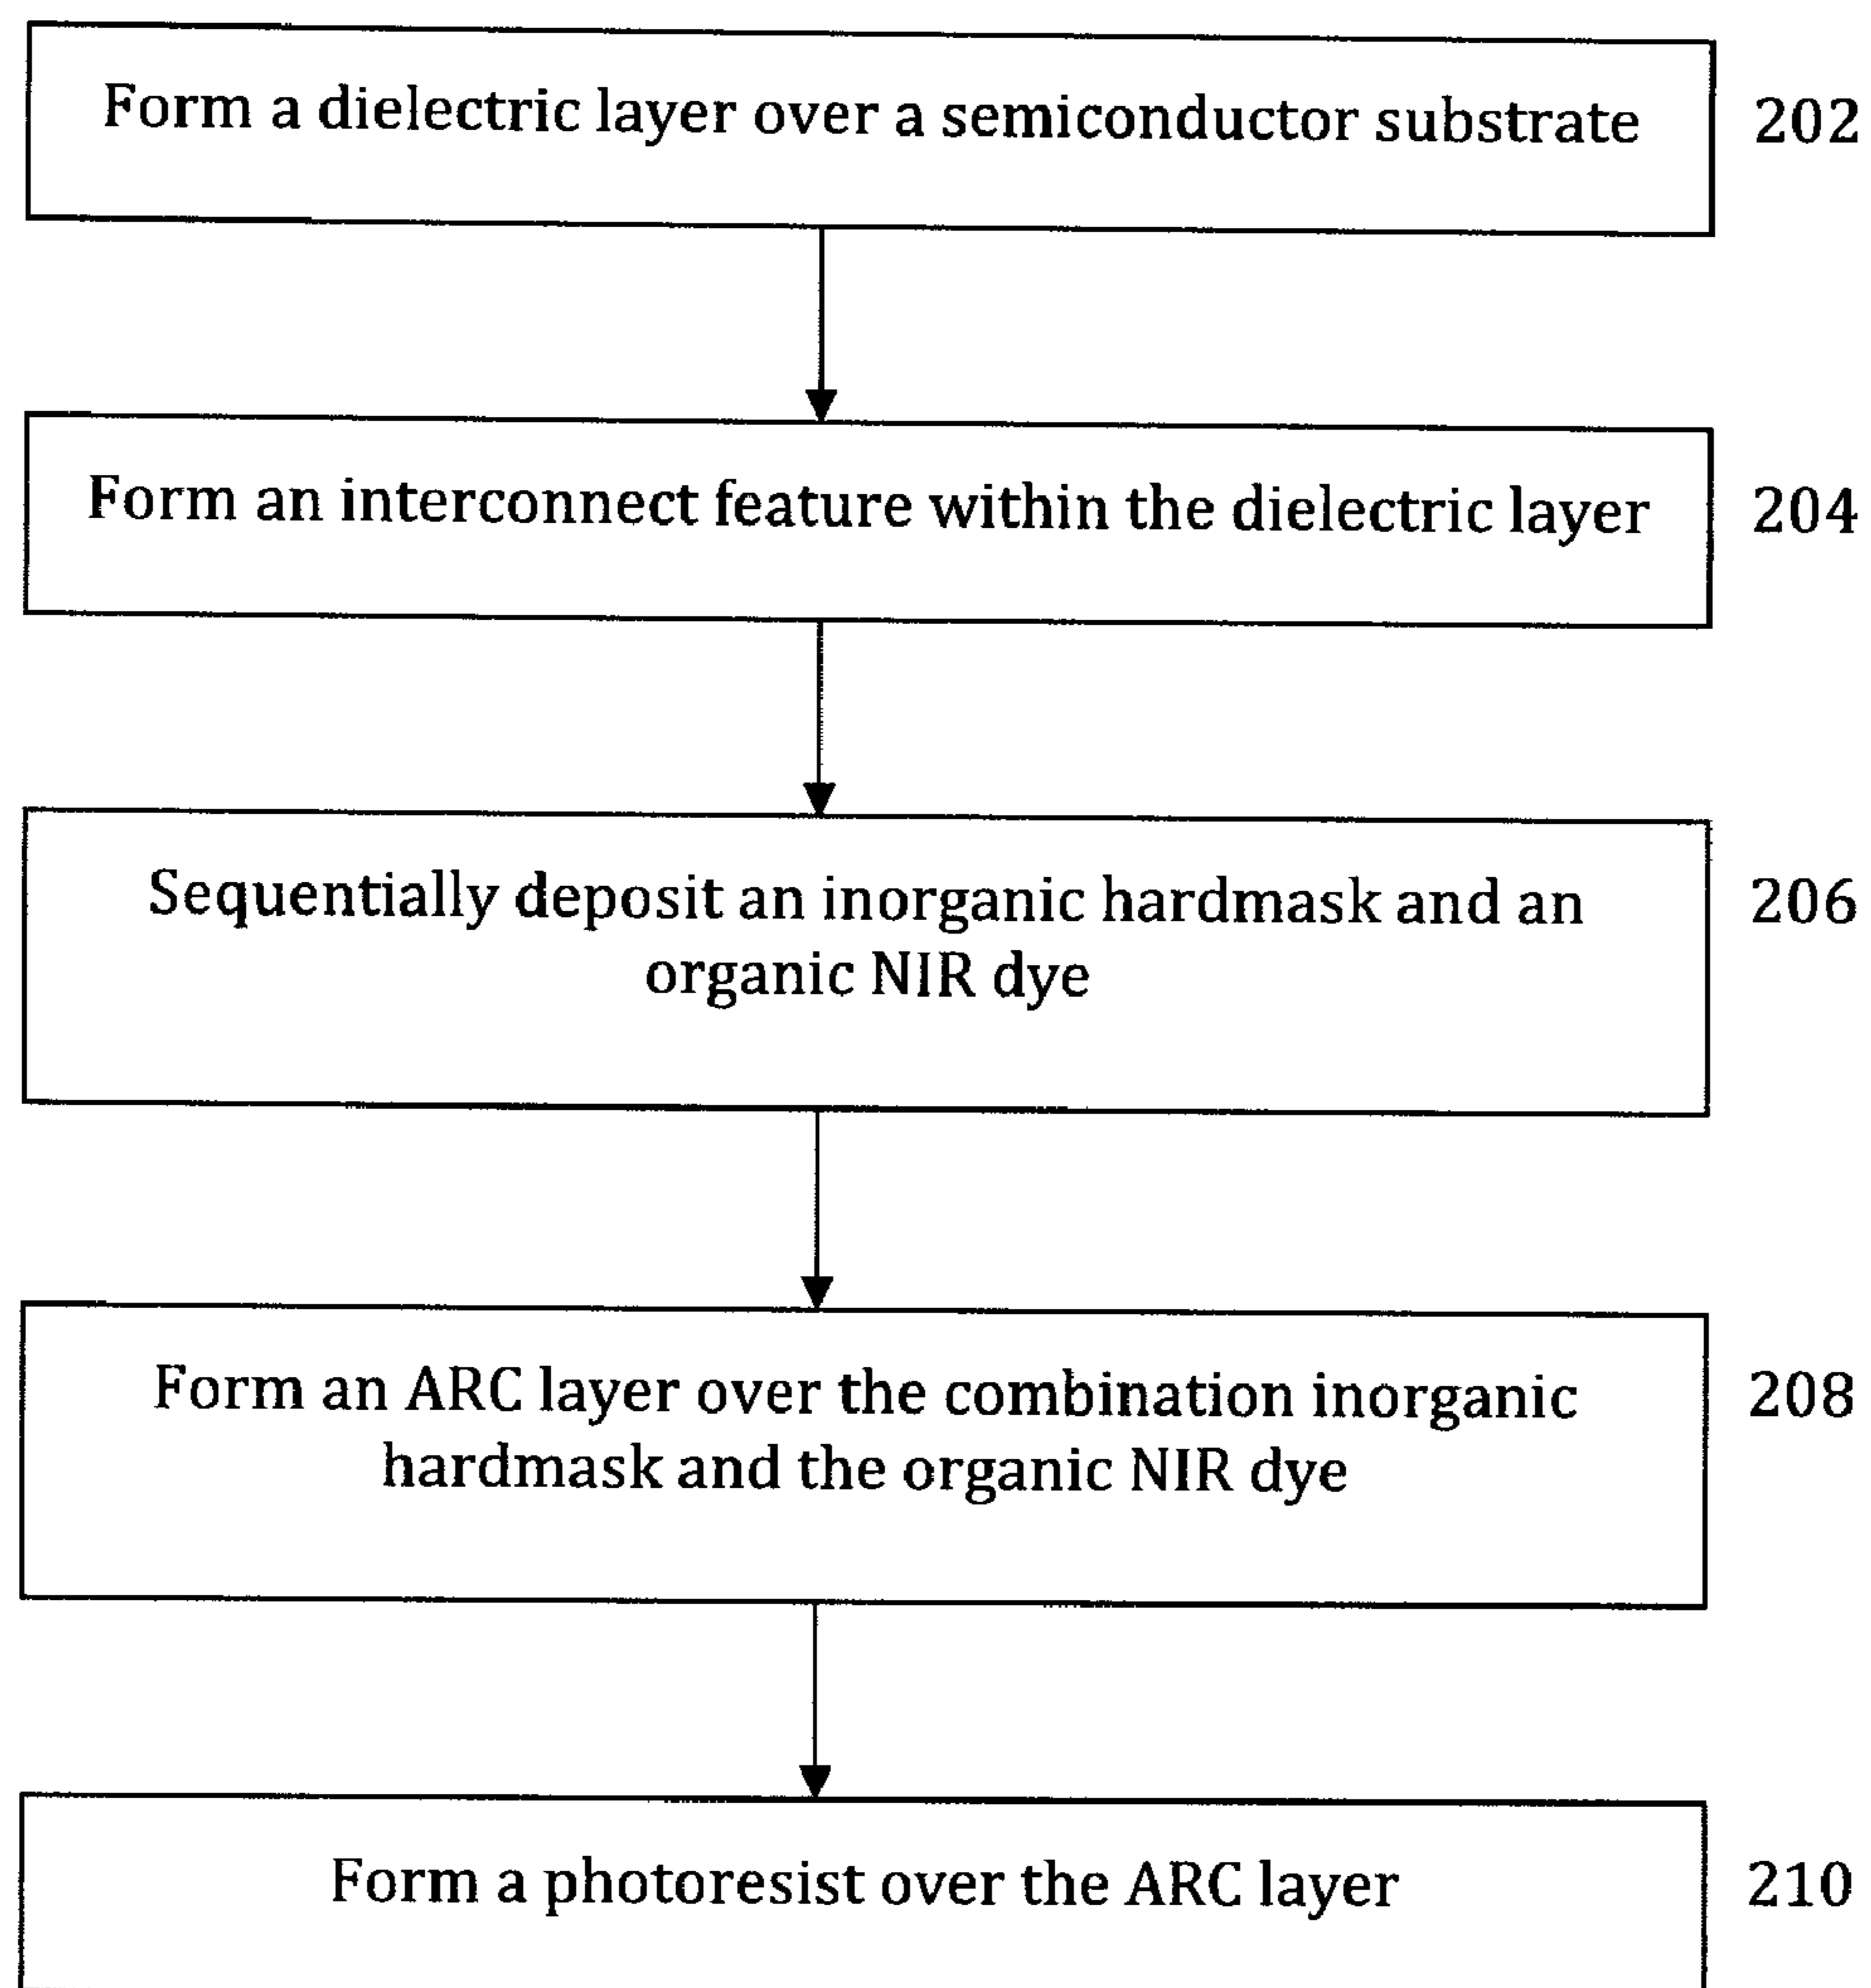 Form a dielectric layer over a semiconductor substrate
202
Form an interconnect feature within the dielectric layer
204
Sequentially deposit an inorganic hardmask and an
206
organic NIR dye
Form an ARC layer over the combination inorganic
208
hardmask and the organic NIR dye
Form a photoresist over the ARC layer
210